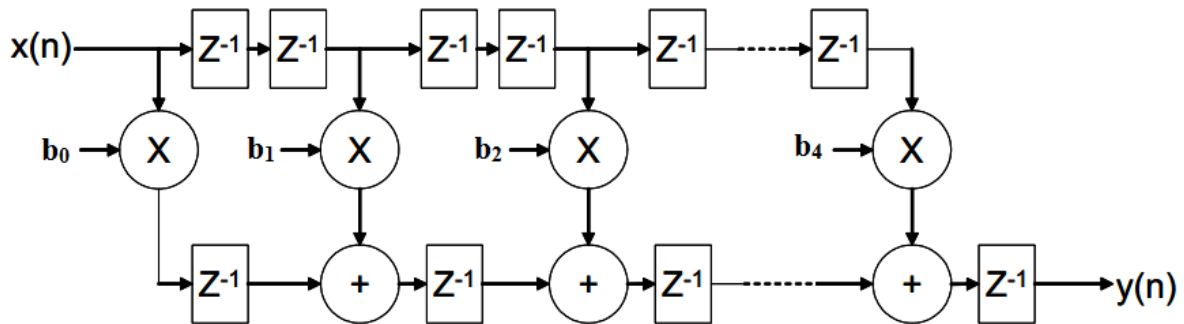 x(n) Z⁻¹ Z⁻¹ Z⁻¹ Z⁻¹ Z⁻¹ Z⁻¹
b₀ X b₁ X b₂ X b₄ X
Z⁻¹ + Z⁻¹ + Z⁻¹ + Z⁻¹ y(n)